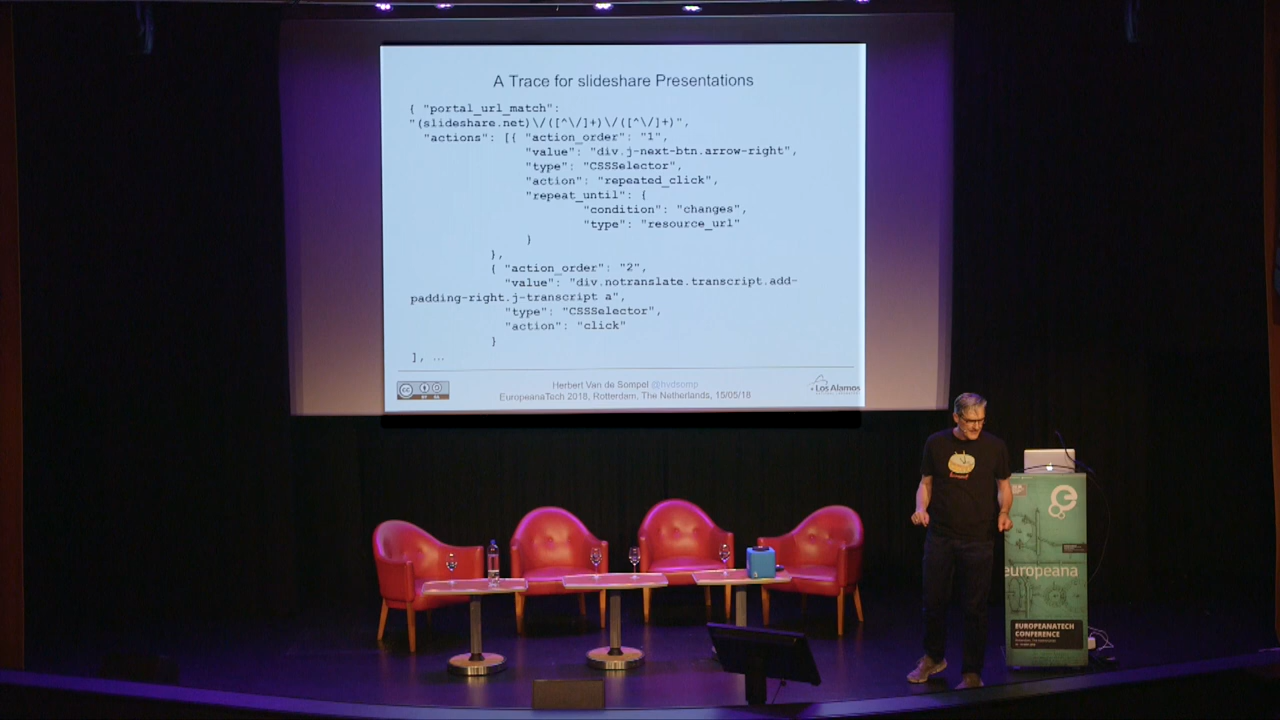 A Trace for slideshare Presentations
{ "portal_url_match":
"(slideshare.net)\/([^\/]+)\/([^\/]+)",
"actions": [{ "action_order": "1",
"value": "div.j-next-btn.arrow-right",
"type": "CSSSelector",
"action": "repeated_click",
"repeat_until": {
"condition": "changes",
"type": "resource_url"
}
},
{ "action_order": "2",
"value": "div.notranslate.transcript.add-
padding-right.j-transcript a",
"type": "CSSSelector",
"action": "click"
}
], ...
Herbert Van de Sompel @hvdsomp
EuropeanaTech 2018, Rotterdam, The Netherlands, 15/05/18
cc
BY SA
Los Alamos
europeana
EUROPEANATECH
CONFERENCE